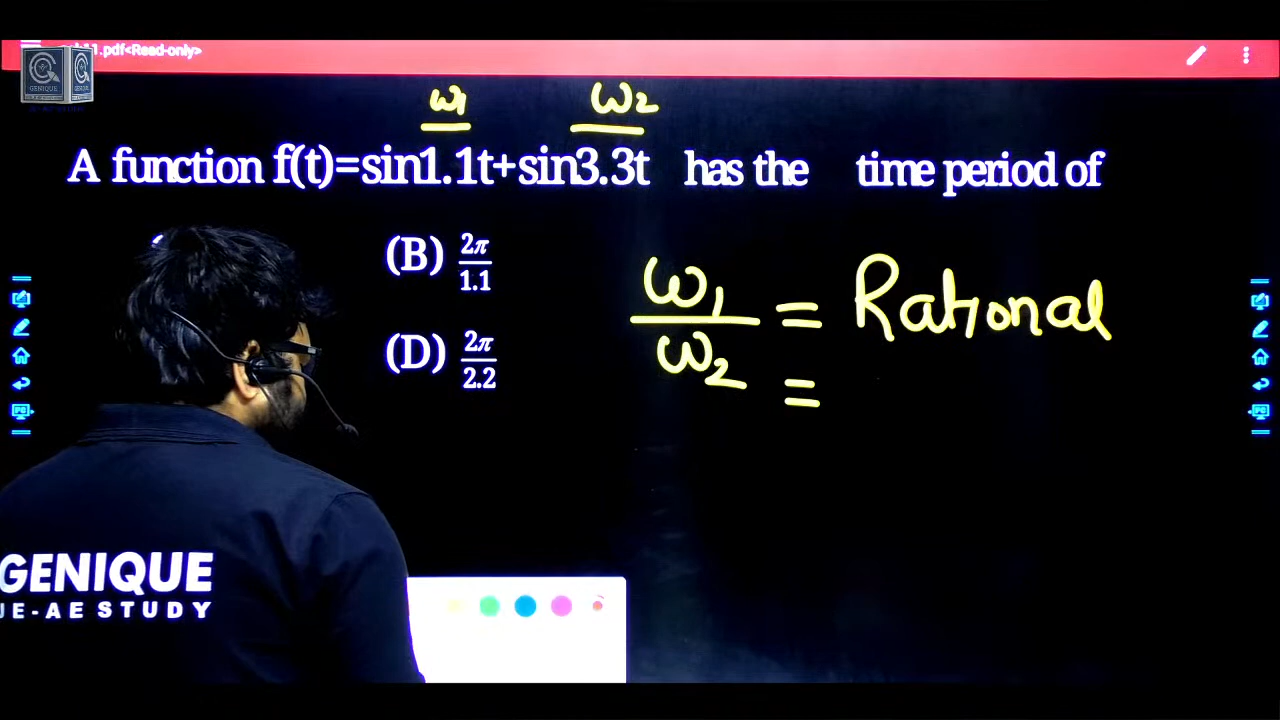 .pdf<Read-only>
GENIQUE
ω1 ω2
A function f(t)=sin1.1t+sin3.3t has the time period of
(B) 2π/1.1
ω1/ω2 = Rational
(D) 2π/2.2
=
GENIQUE
E-AE STUDY